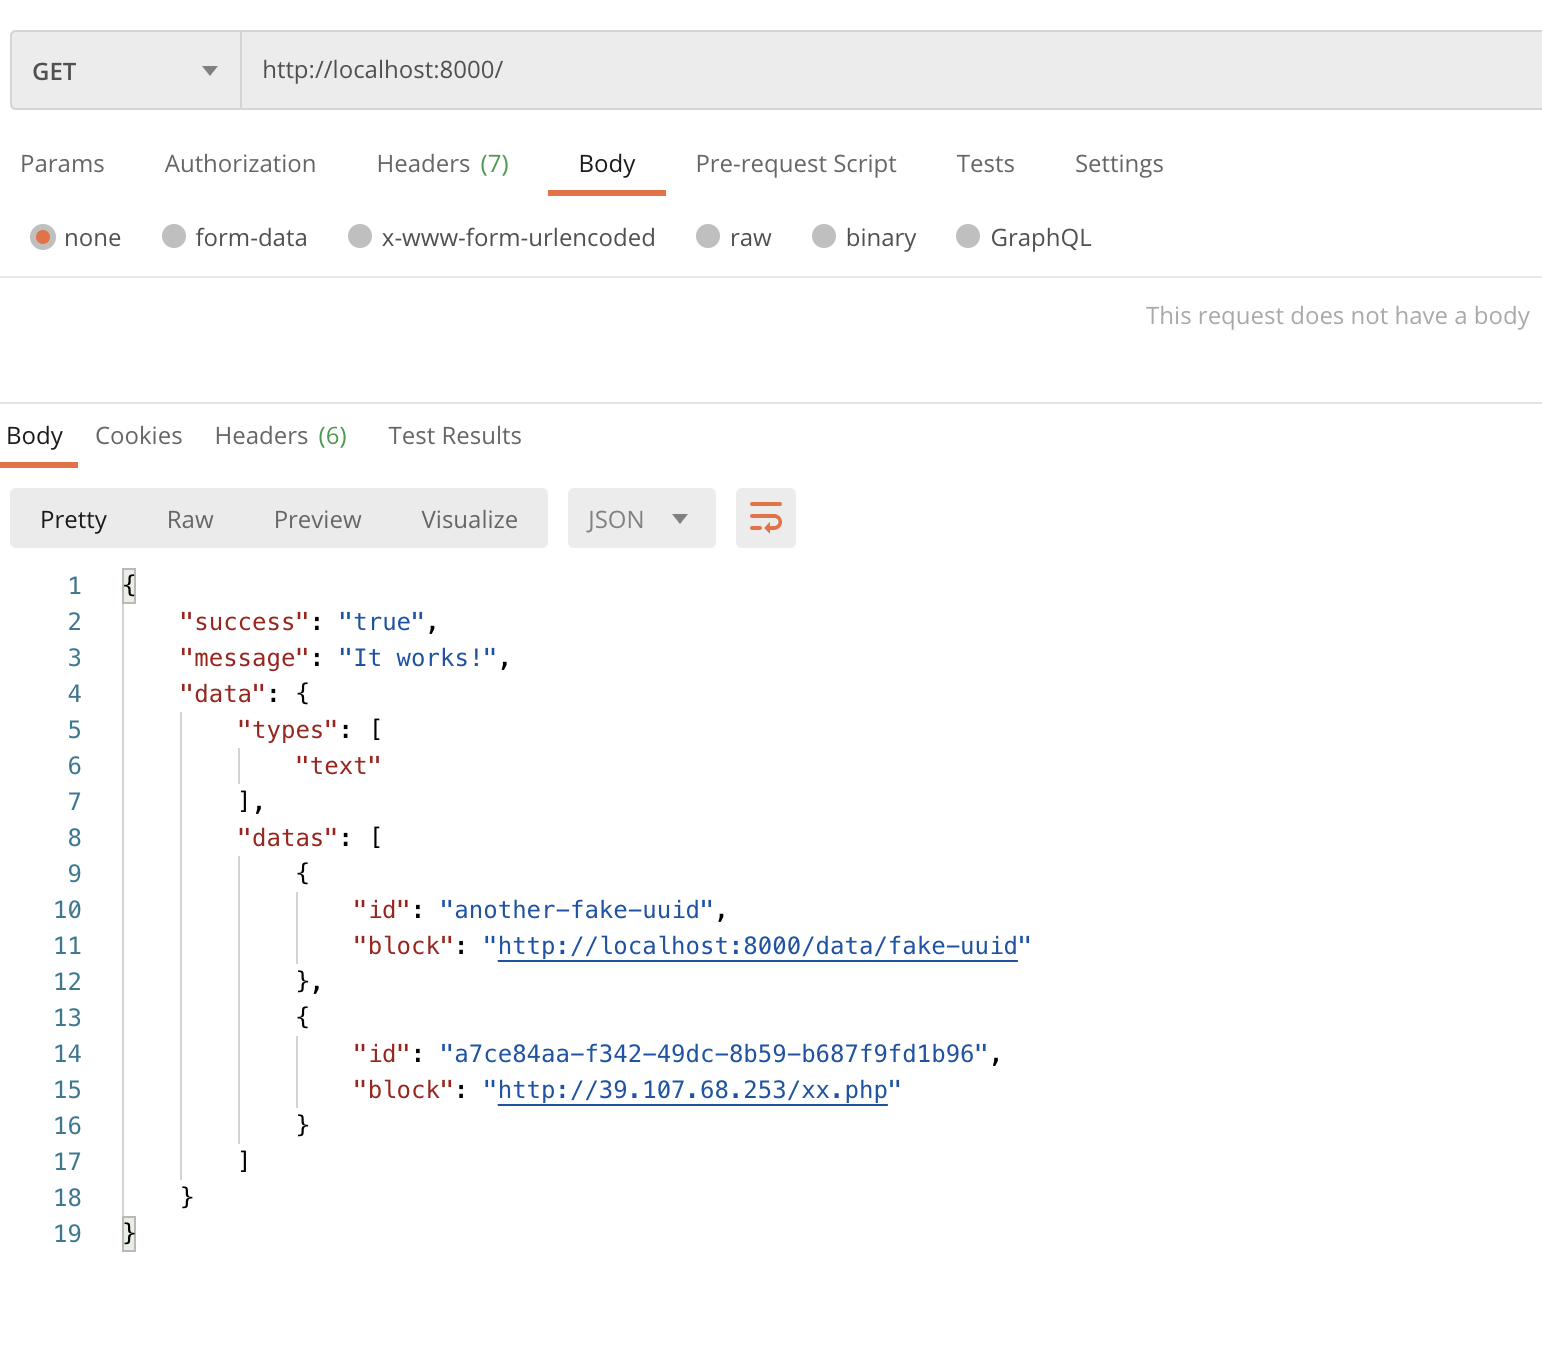 GET http://localhost:8000/
Params Authorization Headers (7) Body Pre-request Script Tests Settings
none form-data x-www-form-urlencoded raw binary GraphQL
This request does not have a body
Body Cookies Headers (6) Test Results
Pretty Raw Preview Visualize JSON
1 {
2 "success": "true",
3 "message": "It works!",
4 "data": {
5 "types": [
6 "text"
7 ],
8 "datas": [
9 {
10 "id": "another-fake-uuid",
11 "block": "http://localhost:8000/data/fake-uuid"
12 },
13 {
14 "id": "a7ce84aa-f342-49dc-8b59-b687f9fd1b96",
15 "block": "http://39.107.68.253/xx.php"
16 }
17 ]
18 }
19 }